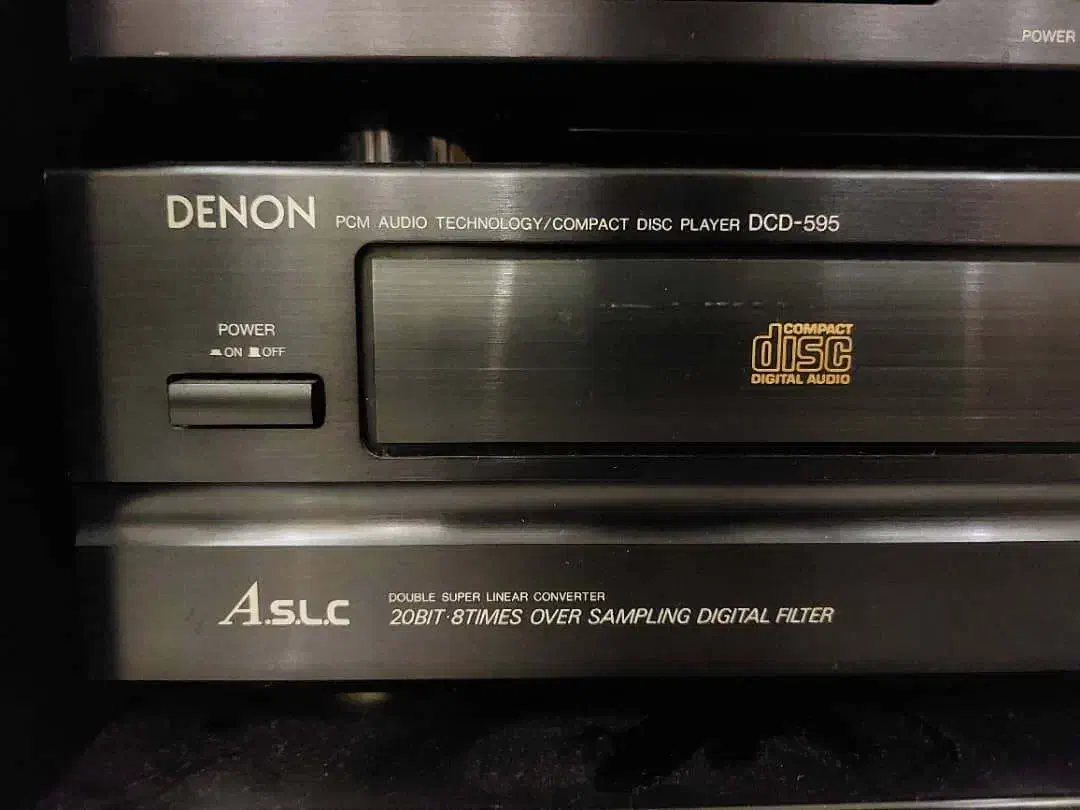 POWER
DENON PCM AUDIO TECHNOLOGY/COMPACT DISC PLAYER DCD-595
POWER
ON OFF
COMPACT
disc
DIGITAL AUDIO
A.S.L.C
DOUBLE SUPER LINEAR CONVERTER
20BIT·8TIMES OVER SAMPLING DIGITAL FILTER